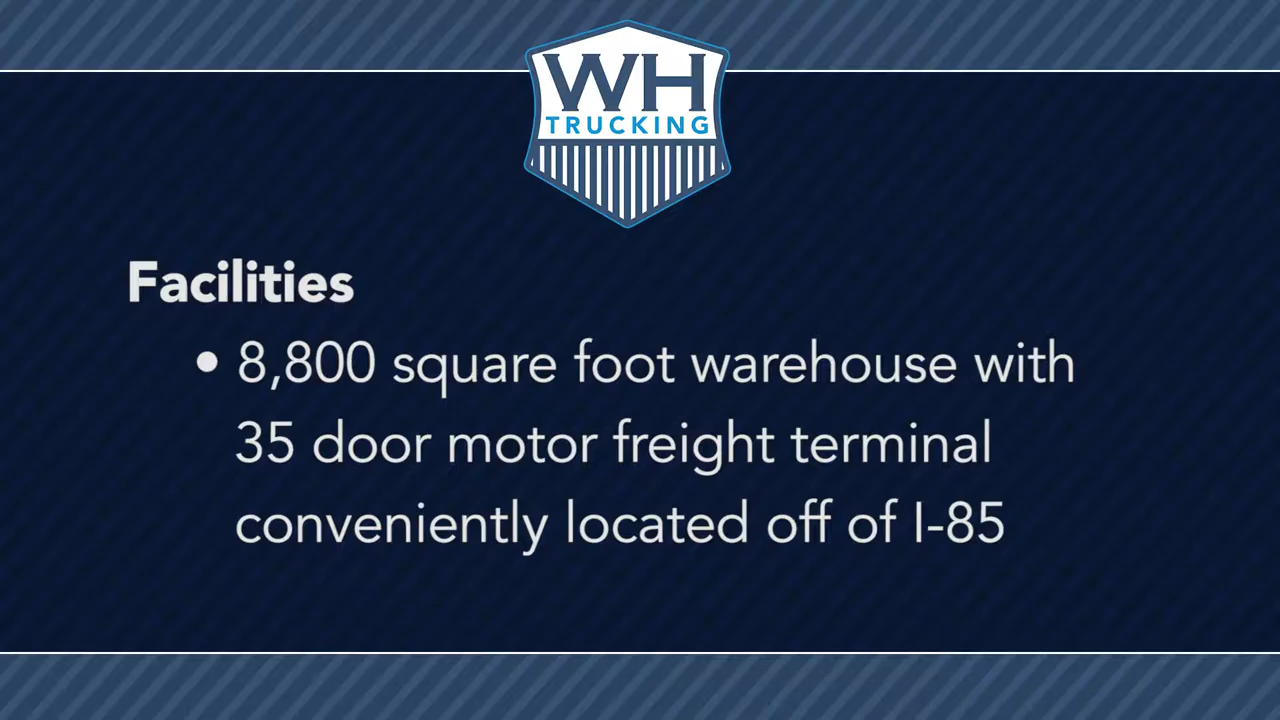 WH
TRUCKING
Facilities
• 8,800 square foot warehouse with
35 door motor freight terminal
conveniently located off of I-85